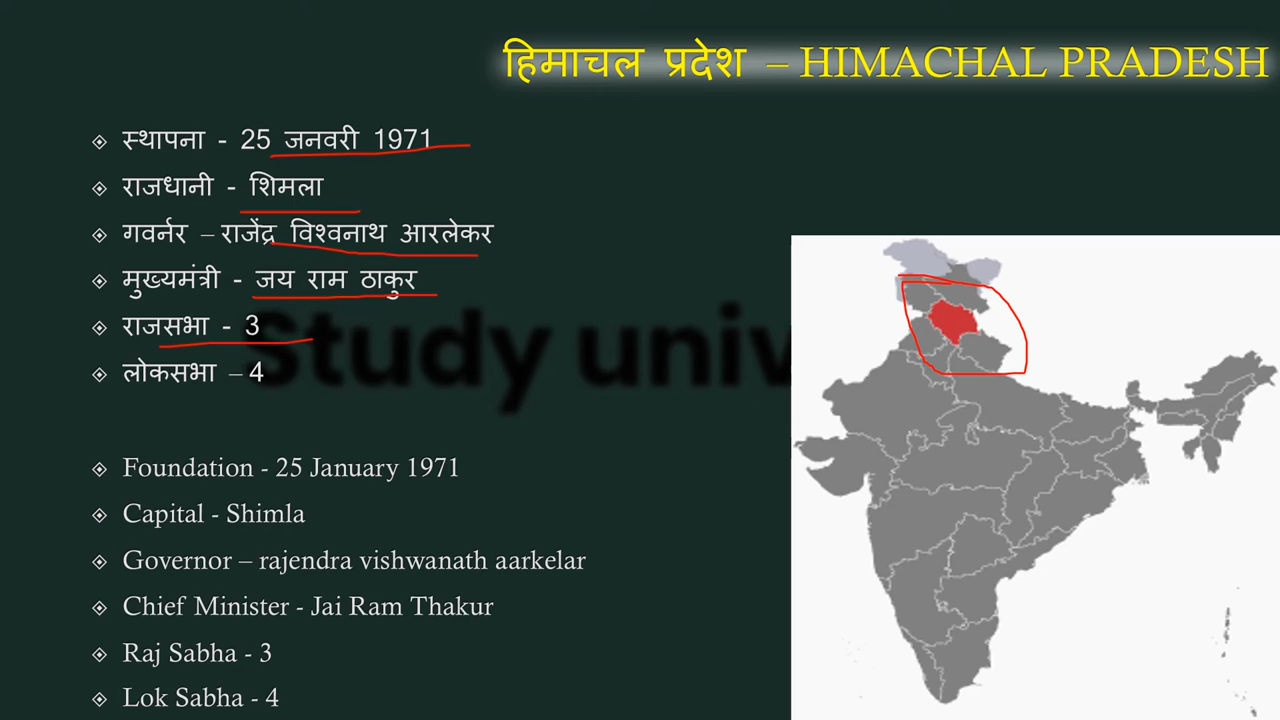 हिमाचल प्रदेश – HIMACHAL PRADESH
स्थापना - 25 जनवरी 1971
राजधानी - शिमला
गवर्नर – राजेंद्र विश्वनाथ आरलेकर
मुख्यमंत्री - जय राम ठाकुर
राजसभा - 3
लोकसभा – 4
Study univ
Foundation - 25 January 1971
Capital - Shimla
Governor – rajendra vishwanath aarkelar
Chief Minister - Jai Ram Thakur
Raj Sabha - 3
Lok Sabha - 4